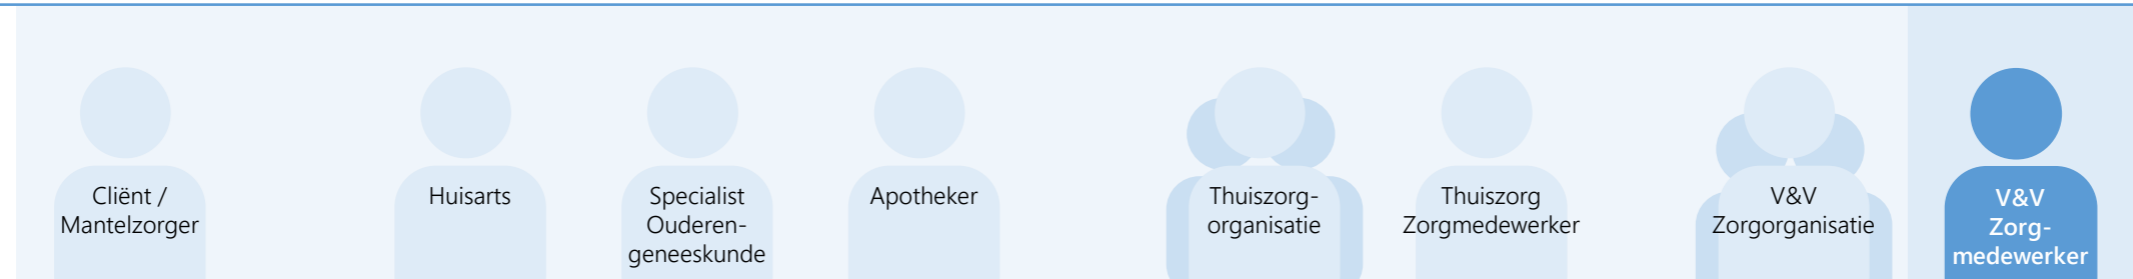 Cliënt /
Mantelzorger
Huisarts
Specialist
Ouderen-
geneeskunde
Apotheker
Thuiszorg-
organisatie
Thuiszorg
Zorgmedewerker
V&V
Zorgorganisatie
V&V
Zorg-
medewerker